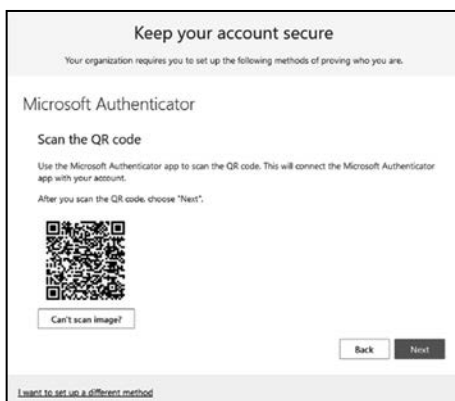 Keep your account secure
Your organization requires you to set up the following methods of proving who you are.
Microsoft Authenticator
Scan the QR code
Use the Microsoft Authenticator app to scan the QR code. This will connect the Microsoft Authenticator
app with your account.
After you scan the QR code, choose "Next".
Can't scan image?
Back Next
I want to set up a different method